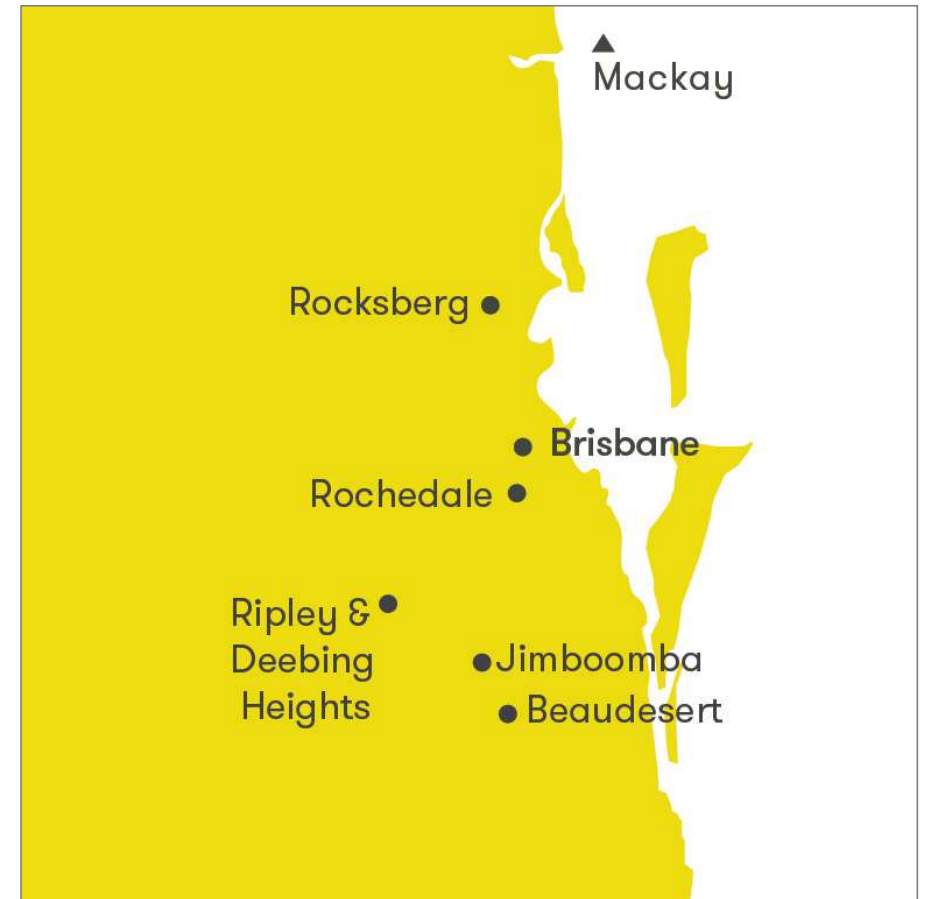 Mackay
Rocksberg
Brisbane
Rochedale
Ripley &
Deebing
Heights
Jimboomba
Beaudesert